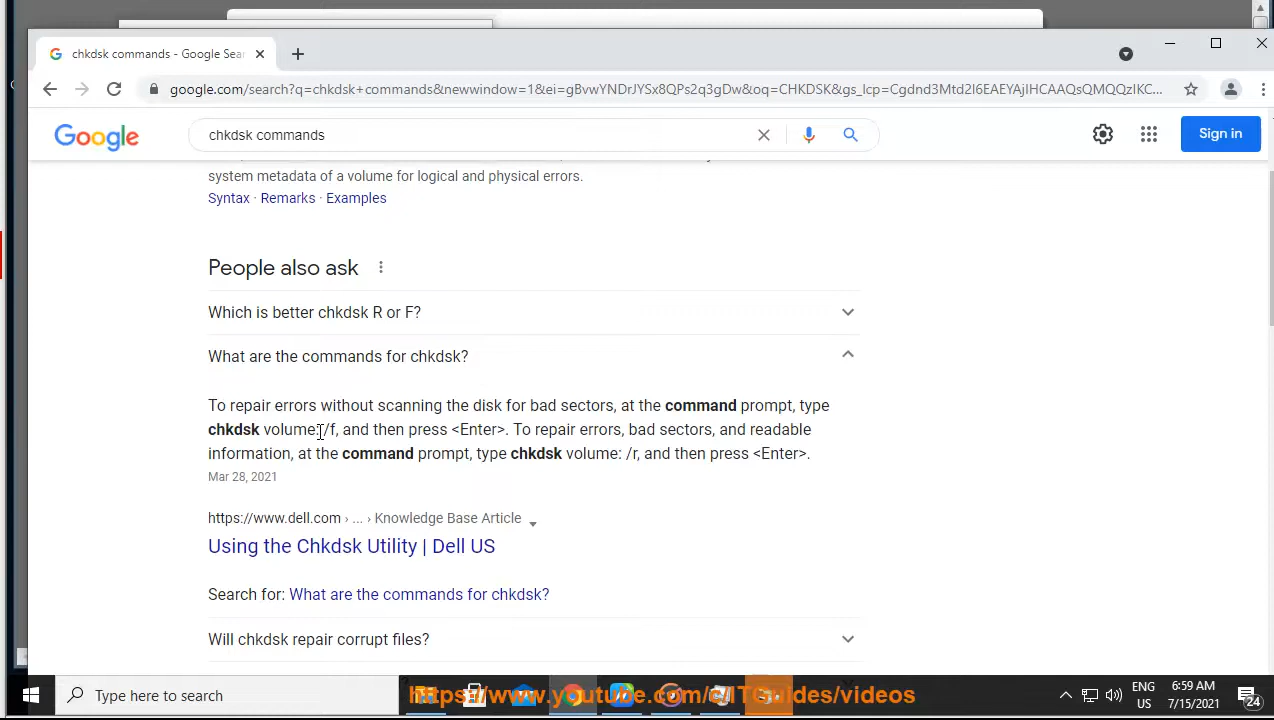 chkdsk commands - Google Sear
google.com/search?q=chkdsk+commands&newwindow=1&ei=gBvwYNDrJYSx8QPs2q3gDw&oq=CHKDSK&gs_lcp=Cgdnd3Mtd2l6EAEYAjIHCAAQsQMQQzIKC...
Google
chkdsk commands
Sign in
system metadata of a volume for logical and physical errors.
Syntax · Remarks · Examples
People also ask
Which is better chkdsk R or F?
What are the commands for chkdsk?
To repair errors without scanning the disk for bad sectors, at the command prompt, type
chkdsk volume: /f, and then press <Enter>. To repair errors, bad sectors, and readable
information, at the command prompt, type chkdsk volume: /r, and then press <Enter>.
Mar 28, 2021
https://www.dell.com › ... › Knowledge Base Article
Using the Chkdsk Utility | Dell US
Search for: What are the commands for chkdsk?
Will chkdsk repair corrupt files?
Type here to search
ENG
US
6:59 AM
7/15/2021
24